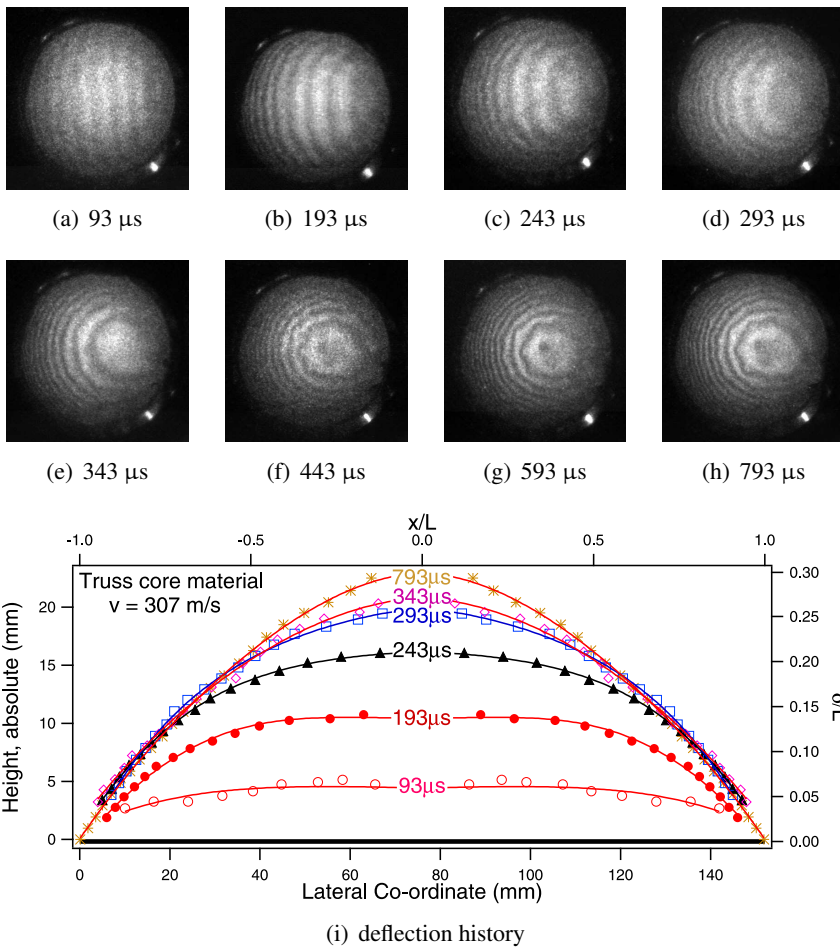 (a) 93 μs
(b) 193 μs
(c) 243 μs
(d) 293 μs
(e) 343 μs
(f) 443 μs
(g) 593 μs
(h) 793 μs
x/L
-1.0 -0.5 0.0 0.5 1.0
Truss core material
v = 307 m/s
793μs
343μs
293μs
243μs
193μs
93μs
Height, absolute (mm)
20
15
10
5
0
0.30
0.25
0.20
0.15
0.10
0.05
0.00
δ/L
0 20 40 60 80 100 120 140
Lateral Co-ordinate (mm)
(i) deflection history